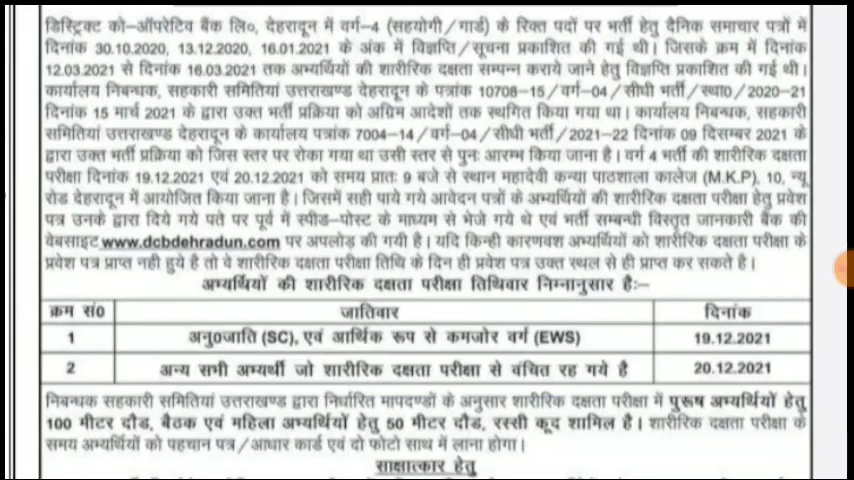 डिस्ट्रिक्ट को–ऑपरेटिव बैंक लि०, देहरादून में वर्ग–4 (सहयोगी/गार्ड) के रिक्त पदों पर भर्ती हेतु दैनिक समाचार पत्रों में
दिनांक 30.10.2020, 13.12.2020, 16.01.2021 के अंक में विज्ञप्ति/सूचना प्रकाशित की गई थी। जिसके क्रम में दिनांक
12.03.2021 से दिनांक 16.03.2021 तक अभ्यर्थियों की शारीरिक दक्षता सम्पन्न कराये जाने हेतु विज्ञप्ति प्रकाशित की गई थी।
कार्यालय निबन्धक, सहकारी समितियां उत्तराखण्ड देहरादून के पत्रांक 10708–15/वर्ग–04/सीधी भर्ती/स्था0/2020–21
दिनांक 15 मार्च 2021 के द्वारा उक्त भर्ती प्रक्रिया को अग्रिम आदेशों तक स्थगित किया गया था। कार्यालय निबन्धक, सहकारी
समितियां उत्तराखण्ड देहरादून के कार्यालय पत्रांक 7004–14/वर्ग–04/सीधी भर्ती/2021–22 दिनांक 09 दिसम्बर 2021 के
द्वारा उक्त भर्ती प्रक्रिया को जिस स्तर पर रोका गया था उसी स्तर से पुनः आरम्भ किया जाना है। वर्ग 4 भर्ती की शारीरिक दक्षता
परीक्षा दिनांक 19.12.2021 एवं 20.12.2021 को समय प्रातः 9 बजे से स्थान महादेवी कन्या पाठशाला कालेज (M.K.P), 10, न्यू
रोड देहरादून में आयोजित किया जाना है। जिसमें सही पाये गये आवेदन पत्रों के अभ्यर्थियों की शारीरिक दक्षता परीक्षा हेतु प्रवेश
पत्र उनके द्वारा दिये गये पते पर पूर्व में स्पीड–पोस्ट के माध्यम से भेजे गये थे एवं भर्ती सम्बन्धी विस्तृत जानकारी बैंक की
वेबसाइट www.dcbdehradun.com पर अपलोड की गयी है। यदि किन्ही कारणवश अभ्यर्थियों को शारीरिक दक्षता परीक्षा के
प्रवेश पत्र प्राप्त नही हुये है तो वे शारीरिक दक्षता परीक्षा तिथि के दिन ही प्रवेश पत्र उक्त स्थल से ही प्राप्त कर सकते है।
अभ्यर्थियों की शारीरिक दक्षता परीक्षा तिथिवार निम्नानुसार है:–
क्रम सं0 जातिवार दिनांक
1 अनु0जाति (SC), एवं आर्थिक रूप से कमजोर वर्ग (EWS) 19.12.2021
2 अन्य सभी अभ्यर्थी जो शारीरिक दक्षता परीक्षा से वंचित रह गये है 20.12.2021
निबन्धक सहकारी समितियां उत्तराखण्ड द्वारा निर्धारित मापदण्डों के अनुसार शारीरिक दक्षता परीक्षा में पुरूष अभ्यर्थियों हेतु
100 मीटर दौड, बैठक एवं महिला अभ्यर्थियों हेतु 50 मीटर दौड, रस्सी कूद शामिल है। शारीरिक दक्षता परीक्षा के
समय अभ्यर्थियों को पहचान पत्र/आधार कार्ड एवं दो फोटो साथ में लाना होगा।
साक्षात्कार हेतु